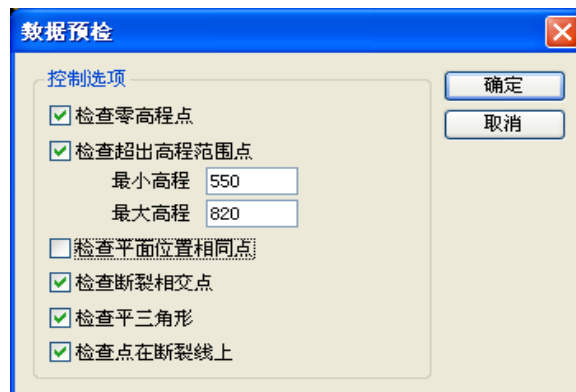 数据预检
控制选项
确定
检查零高程点
取消
检查超出高程范围点
最小高程 550
最大高程 820
检查平面位置相同点
检查断裂相交点
检查平三角形
检查点在断裂线上